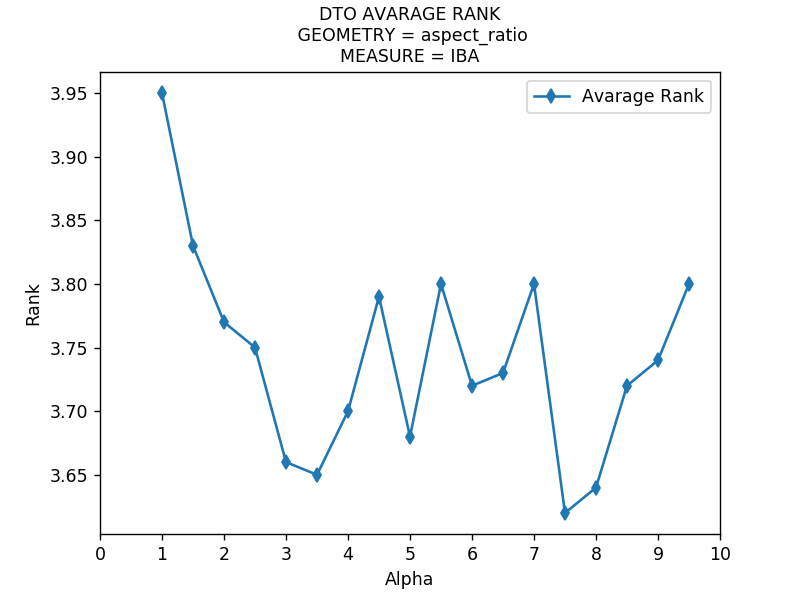 DTO AVARAGE RANK
GEOMETRY = aspect_ratio
MEASURE = IBA
Avarage Rank
3.95
3.90
3.85
3.80
3.75
3.70
3.65
Rank
0 1 2 3 4 5 6 7 8 9 10
Alpha